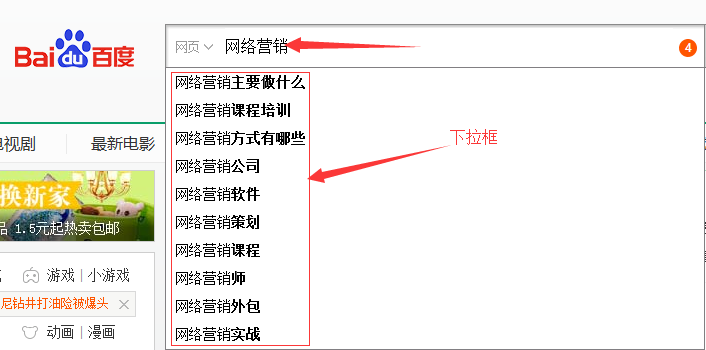 Bai du 百度
网页 网络营销 4
网络营销主要做什么
网络营销课程培训
网络营销方式有哪些
下拉框
网络营销公司
网络营销软件
网络营销策划
网络营销课程
网络营销师
网络营销外包
网络营销实战
电视剧 最新电影
换新家
品 1.5元起热卖包邮
游戏 | 小游戏
尼钻井打油险被爆头
动画 | 漫画